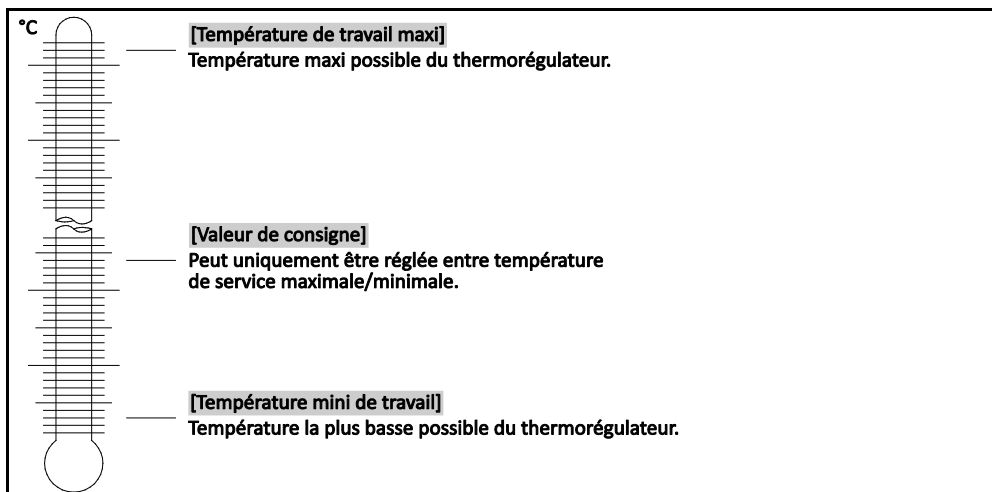 °C
[Température de travail maxi]
Température maxi possible du thermorégulateur.
[Valeur de consigne]
Peut uniquement être réglée entre température
de service maximale/minimale.
[Température mini de travail]
Température la plus basse possible du thermorégulateur.